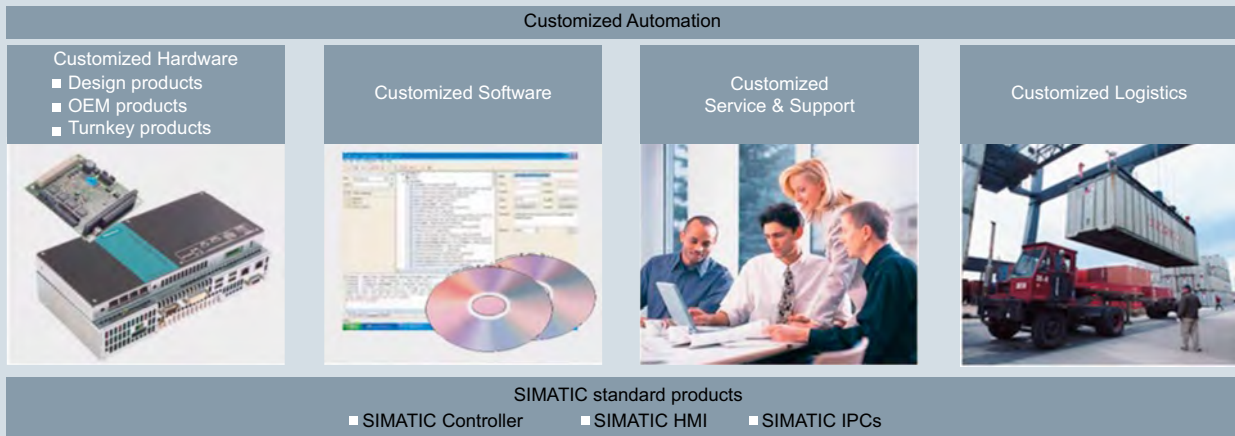 Customized Automation
Customized Hardware
Design products
OEM products
Turnkey products
Customized Software
Customized
Service & Support
Customized Logistics
SIMATIC standard products
SIMATIC Controller SIMATIC HMI SIMATIC IPCs